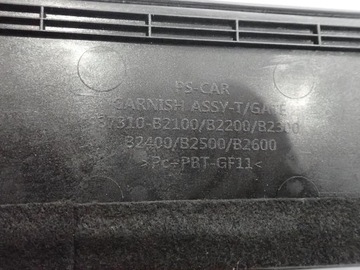 PS-CAR
GARNISH ASSY-T/GATE
87310-B2100/B2200/B2300
B2400/B2500/B2600
>Pc+PBT-GF11<